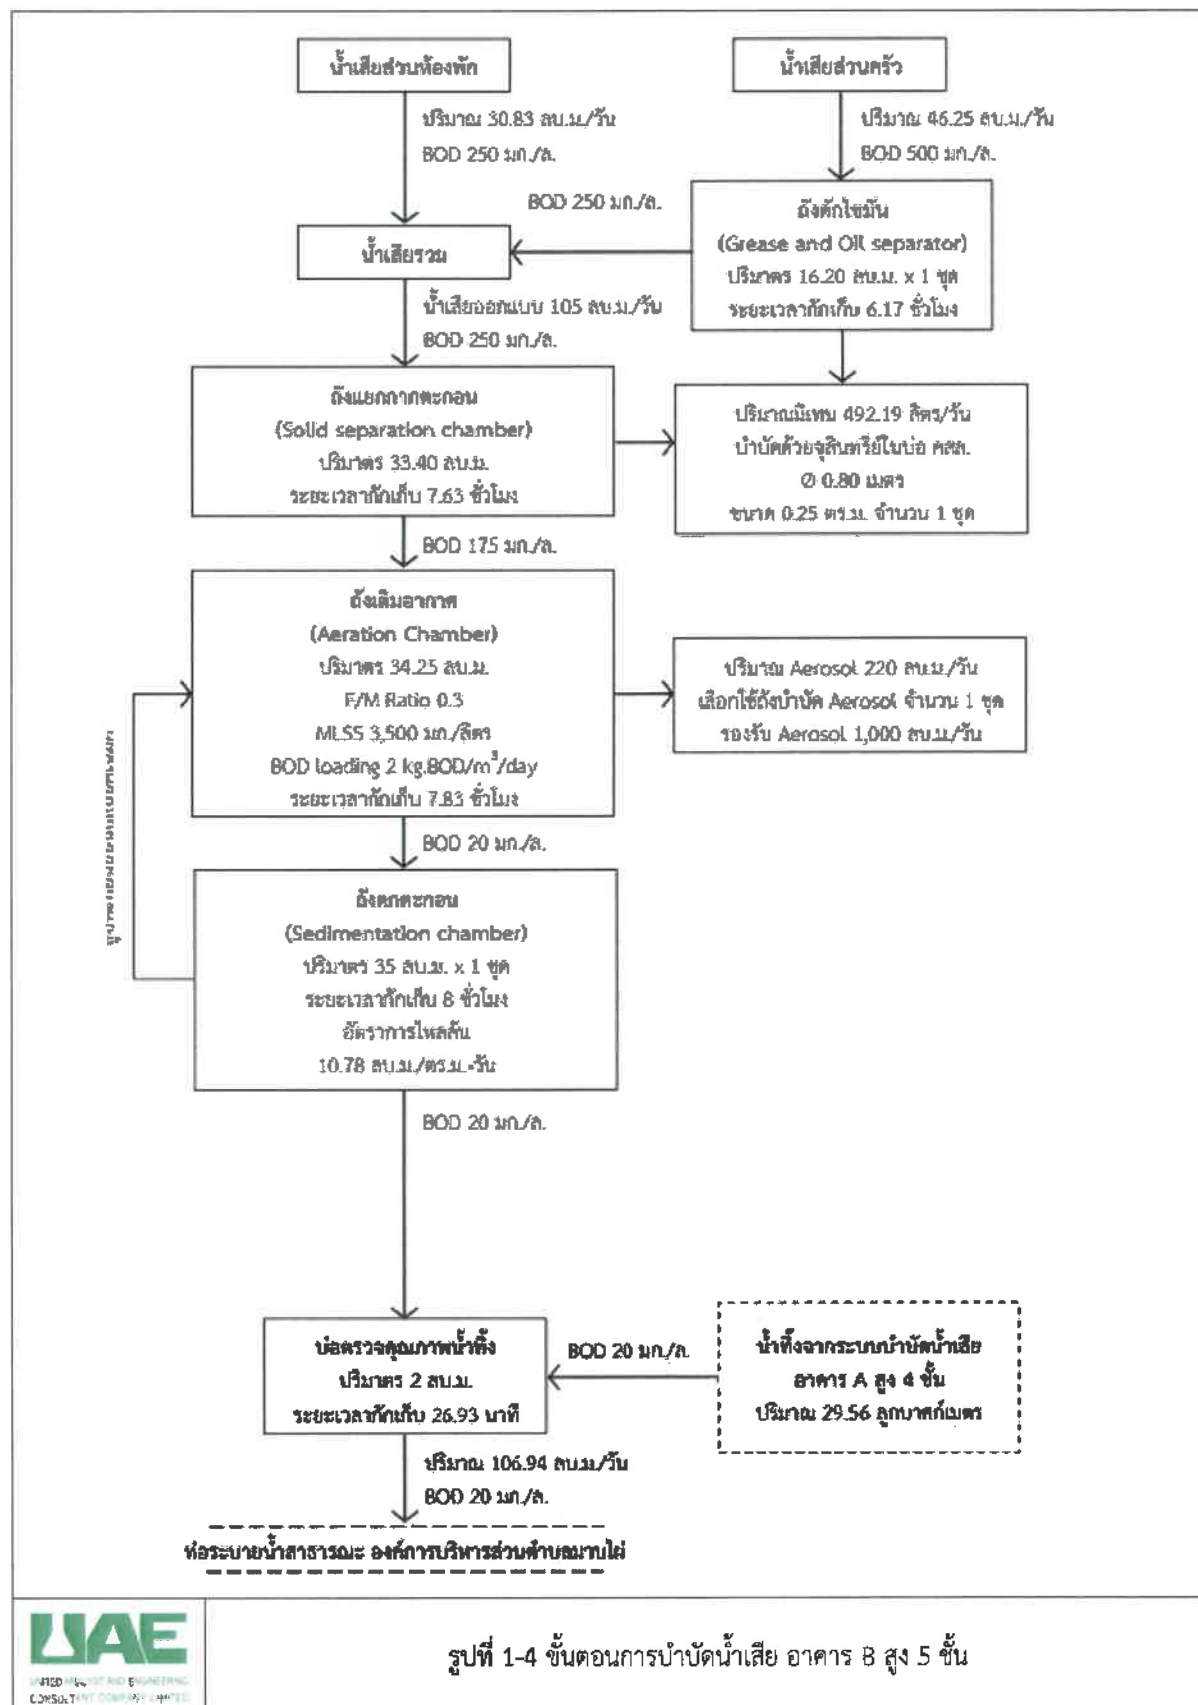 น้ำเสียส่วนห้องพัก
น้ำเสียส่วนครัว
ปริมาณ 30.83 ลบ.ม./วัน
BOD 250 มก./ล.
ปริมาณ 46.25 ลบ.ม./วัน
BOD 500 มก./ล.
BOD 250 มก./ล.
น้ำเสียรวม
ถังดักไขมัน
(Grease and Oil separator)
ปริมาตร 16.20 ลบ.ม. x 1 ชุด
ระยะเวลากักเก็บ 6.17 ชั่วโมง
น้ำเสียออกแบบ 105 ลบ.ม./วัน
BOD 250 มก./ล.
ถังแยกกากตะกอน
(Solid separation chamber)
ปริมาตร 33.40 ลบ.ม.
ระยะเวลากักเก็บ 7.63 ชั่วโมง
ปริมาณมีเทน 492.19 ลิตร/วัน
บำบัดด้วยจุลินทรีย์ในบ่อ คสล.
Ø 0.80 เมตร
ขนาด 0.25 ตร.ม. จำนวน 1 ชุด
BOD 175 มก./ล.
ถังเติมอากาศ
(Aeration Chamber)
ปริมาตร 34.25 ลบ.ม.
F/M Ratio 0.3
MLSS 3,500 มก./ลิตร
BOD loading 2 kg.BOD/m³/day
ระยะเวลากักเก็บ 7.83 ชั่วโมง
ปริมาณ Aerosol 220 ลบ.ม./วัน
เลือกใช้ถังบำบัด Aerosol จำนวน 1 ชุด
รองรับ Aerosol 1,000 ลบ.ม./วัน
BOD 20 มก./ล.
ถังตกตะกอน
(Sedimentation chamber)
ปริมาตร 35 ลบ.ม. x 1 ชุด
ระยะเวลากักเก็บ 8 ชั่วโมง
อัตราการไหลล้น
10.78 ลบ.ม./ตร.ม.-วัน
BOD 20 มก./ล.
บ่อตรวจคุณภาพน้ำทิ้ง
ปริมาตร 2 ลบ.ม.
ระยะเวลากักเก็บ 26.93 นาที
BOD 20 มก./ล.
น้ำทิ้งจากระบบบำบัดน้ำเสีย
อาคาร A สูง 4 ชั้น
ปริมาณ 29.56 ลูกบาศก์เมตร
ปริมาณ 106.94 ลบ.ม./วัน
BOD 20 มก./ล.
ท่อระบายน้ำสาธารณะ องค์การบริหารส่วนตำบลมาบไผ่
UAE
UNITED ANALYST AND ENGINEERING
CONSULTANT COMPANY LIMITED
รูปที่ 1-4 ขั้นตอนการบำบัดน้ำเสีย อาคาร B สูง 5 ชั้น